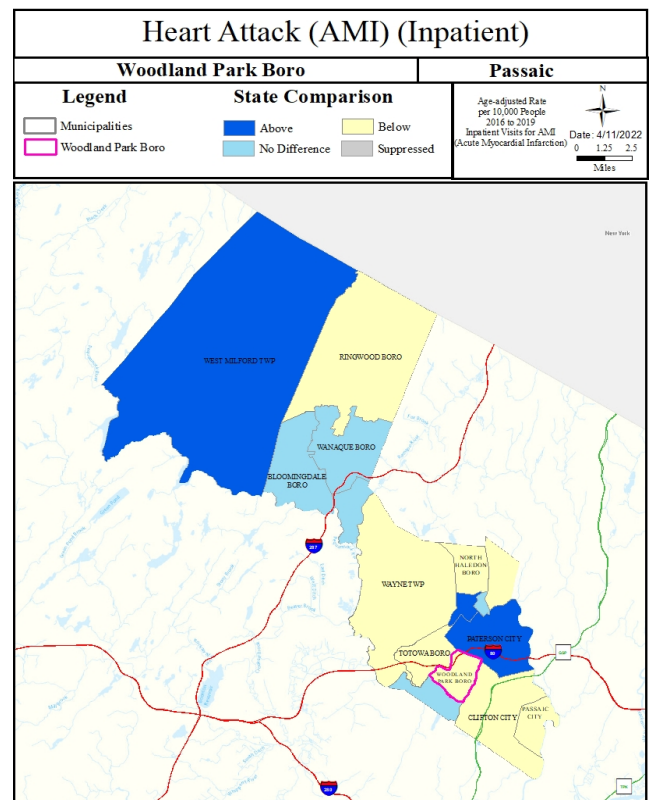 Heart Attack (AMI) (Inpatient)
Woodland Park Boro
Passaic
Legend
Municipalities
Woodland Park Boro
State Comparison
Above
Below
No Difference
Suppressed
Age-adjusted Rate
per 10,000 People
2016 to 2019
Inpatient Visits for AMI
(Acute Myocardial Infarction)
N
Date: 4/11/2022
0 1.25 2.5
Miles
New York
WEST MILFORD TWP
RINGWOOD BORO
WANAQUE BORO
BLOOMINGDALE
BORO
287
NORTH
HALEDON
BORO
WAYNE TWP
PATERSON CITY
TOTOWA BORO
80
WOODLAND
PARK BORO
PASSAIC
CITY
CLIFTON CITY